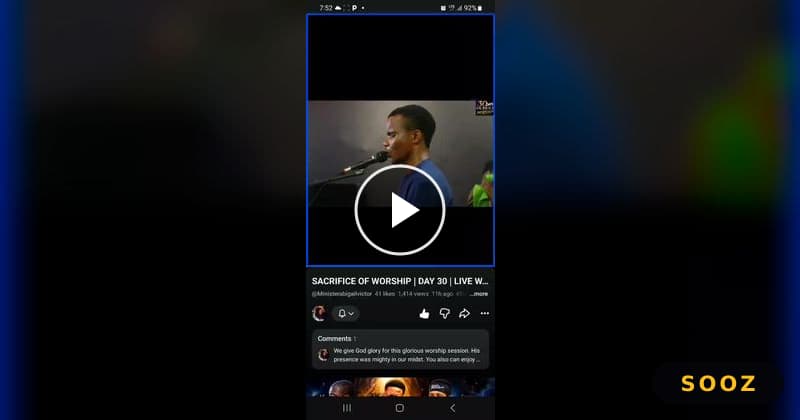 7:52
92%
30
SACRIFICE OF WORSHIP | DAY 30 | LIVE W...
@Ministerabigailvictor 41 likes 1,414 views 11h ago ...more
Comments 1
We give God glory for this glorious worship session. His
presence was mighty in our midst. You also can enjoy ...
SOOZ